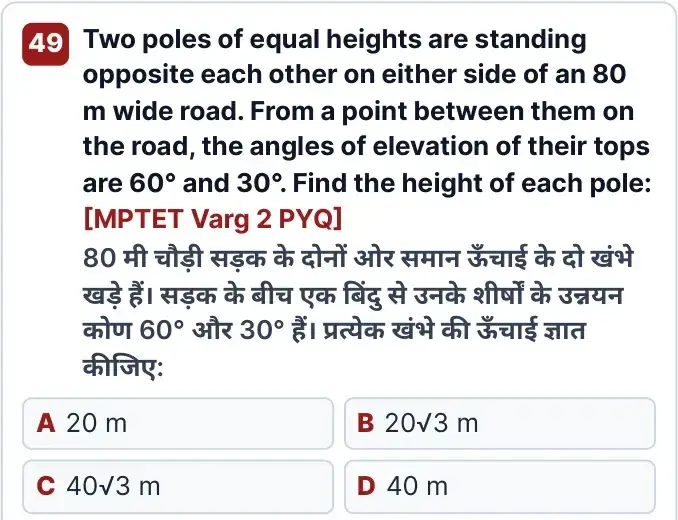 49 Two poles of equal heights are standing
opposite each other on either side of an 80
m wide road. From a point between them on
the road, the angles of elevation of their tops
are 60° and 30°. Find the height of each pole:
[MPTET Varg 2 PYQ]
80 मी चौड़ी सड़क के दोनों ओर समान ऊँचाई के दो खंभे
खड़े हैं। सड़क के बीच एक बिंदु से उनके शीर्षों के उन्नयन
कोण 60° और 30° हैं। प्रत्येक खंभे की ऊँचाई ज्ञात
कीजिए:
A 20 m
B 20√3 m
C 40√3 m
D 40 m